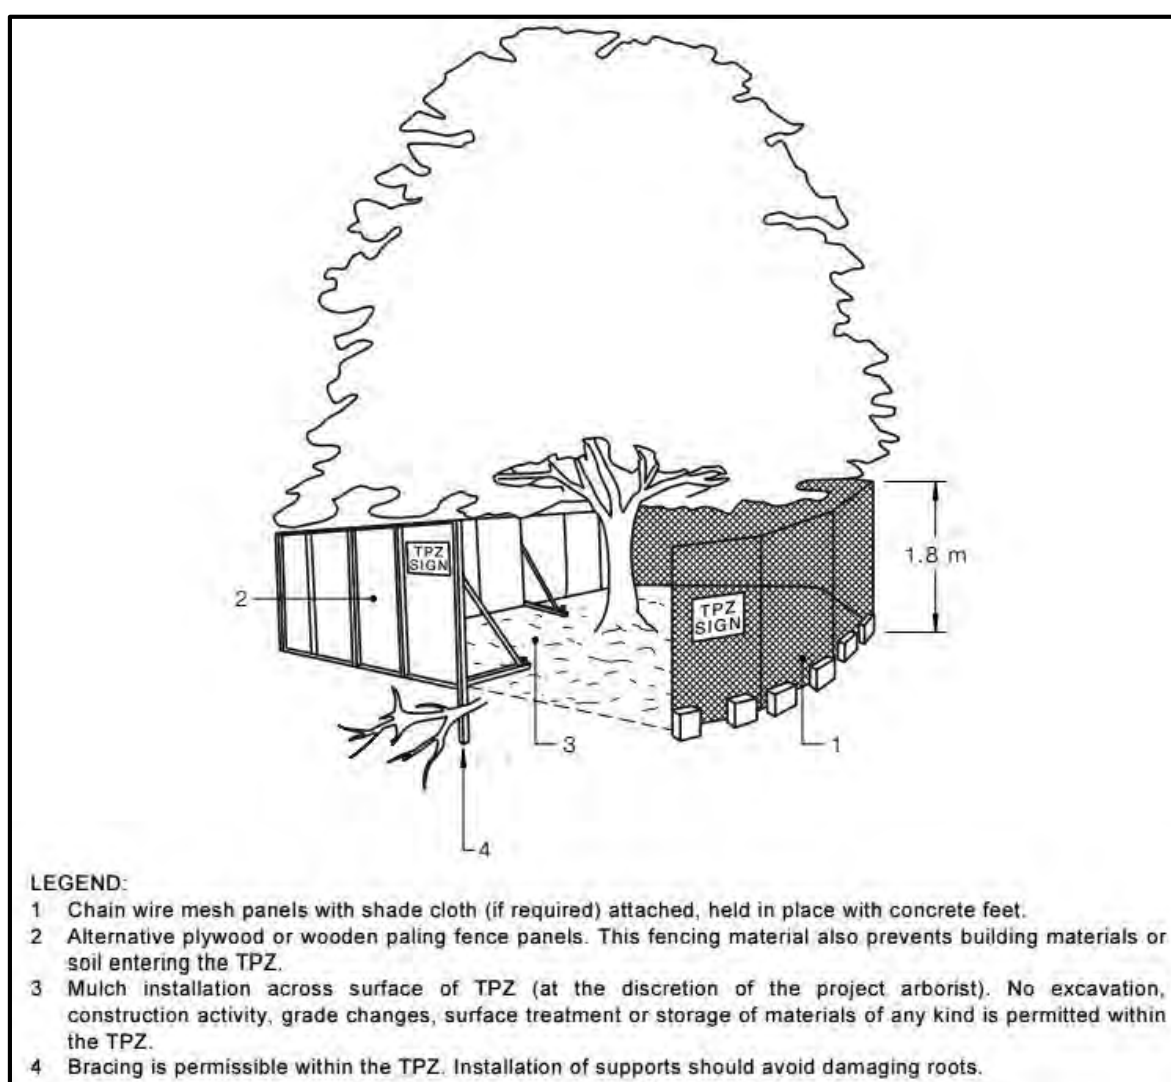 TPZ
SIGN
2
1.8 m
TPZ
SIGN
3
1
4
LEGEND:
1 Chain wire mesh panels with shade cloth (if required) attached, held in place with concrete feet.
2 Alternative plywood or wooden paling fence panels. This fencing material also prevents building materials or
soil entering the TPZ.
3 Mulch installation across surface of TPZ (at the discretion of the project arborist). No excavation,
construction activity, grade changes, surface treatment or storage of materials of any kind is permitted within
the TPZ.
4 Bracing is permissible within the TPZ. Installation of supports should avoid damaging roots.